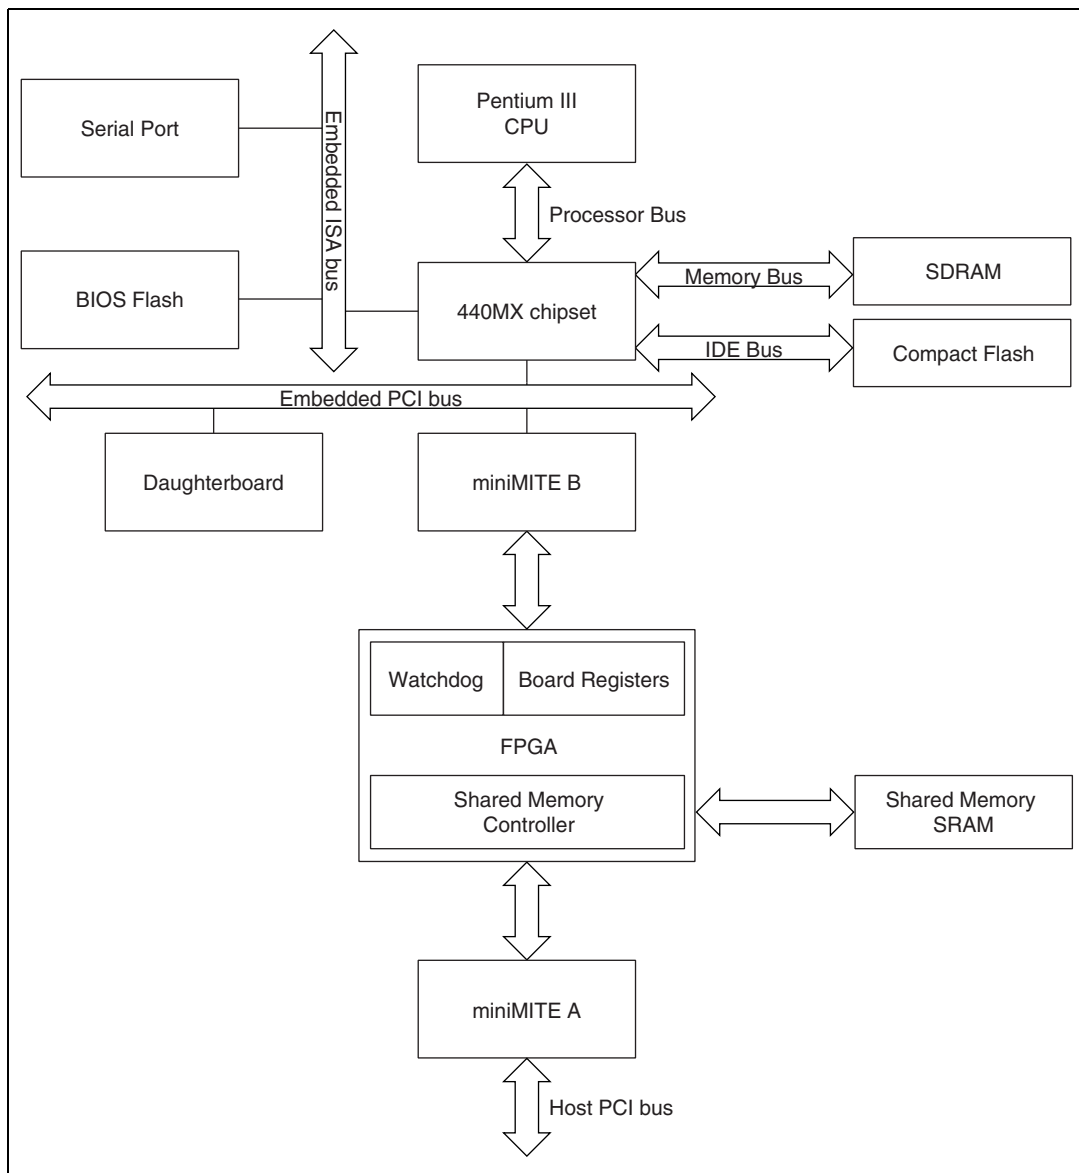 Pentium III
CPU
Serial Port
Embedded ISA bus
Processor Bus
BIOS Flash
440MX chipset
Memory Bus
SDRAM
IDE Bus
Compact Flash
Embedded PCI bus
Daughterboard
miniMITE B
Watchdog
Board Registers
FPGA
Shared Memory
Controller
Shared Memory
SRAM
miniMITE A
Host PCI bus